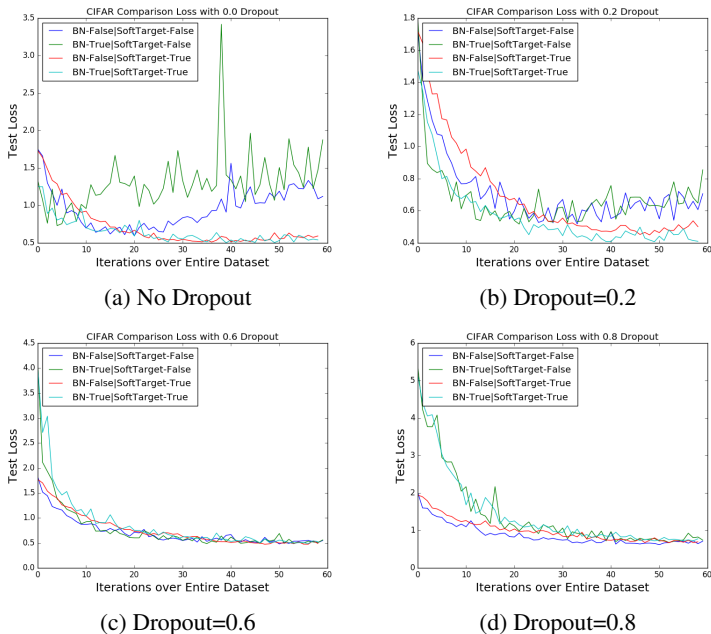 CIFAR Comparison Loss with 0.0 Dropout
BN-False|SoftTarget-False
BN-True|SoftTarget-False
BN-False|SoftTarget-True
BN-True|SoftTarget-True
Test Loss
3.5
3.0
2.5
2.0
1.5
1.0
0.5
0 10 20 30 40 50 60
Iterations over Entire Dataset
(a) No Dropout
CIFAR Comparison Loss with 0.2 Dropout
BN-False|SoftTarget-False
BN-True|SoftTarget-False
BN-False|SoftTarget-True
BN-True|SoftTarget-True
Test Loss
1.8
1.6
1.4
1.2
1.0
0.8
0.6
0.4
0 10 20 30 40 50 60
Iterations over Entire Dataset
(b) Dropout=0.2
CIFAR Comparison Loss with 0.6 Dropout
BN-False|SoftTarget-False
BN-True|SoftTarget-False
BN-False|SoftTarget-True
BN-True|SoftTarget-True
Test Loss
4.5
4.0
3.5
3.0
2.5
2.0
1.5
1.0
0.5
0.0
0 10 20 30 40 50 60
Iterations over Entire Dataset
(c) Dropout=0.6
CIFAR Comparison Loss with 0.8 Dropout
BN-False|SoftTarget-False
BN-True|SoftTarget-False
BN-False|SoftTarget-True
BN-True|SoftTarget-True
Test Loss
6
5
4
3
2
1
0
0 10 20 30 40 50 60
Iterations over Entire Dataset
(d) Dropout=0.8